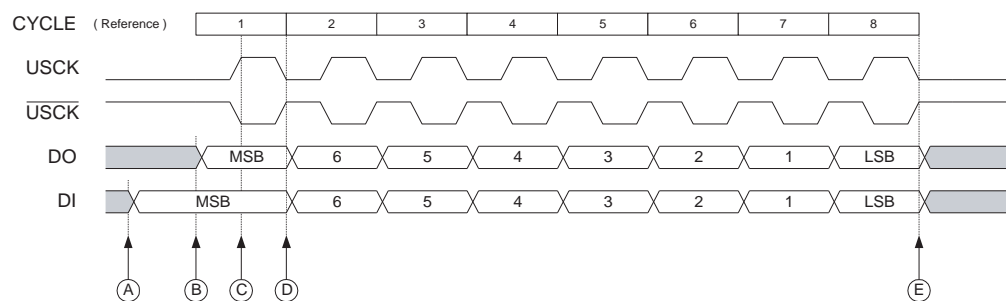 CYCLE ( Reference ) 1 2 3 4 5 6 7 8
USCK
USCK
DO MSB 6 5 4 3 2 1 LSB
DI MSB 6 5 4 3 2 1 LSB
A B C D E